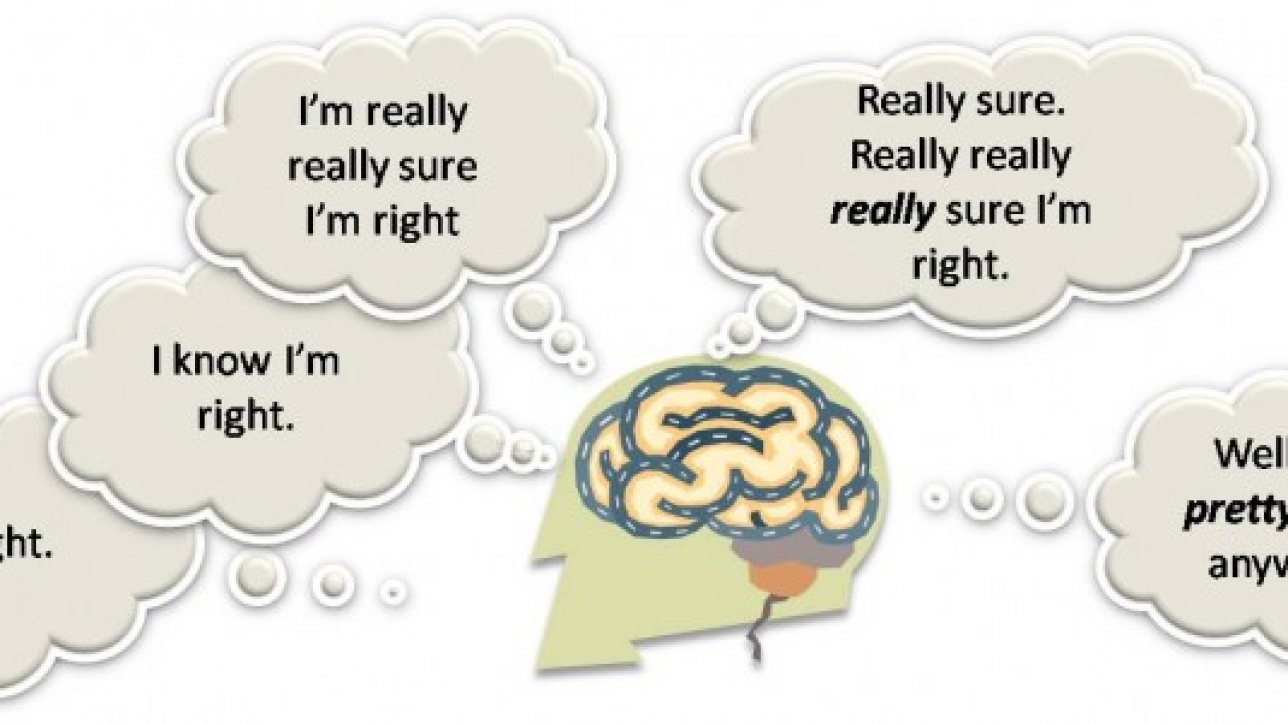 ght.
I know I'm
right.
I'm really
really sure
I'm right
Really sure.
Really really
really sure I'm
right.
Well
pretty
anyw